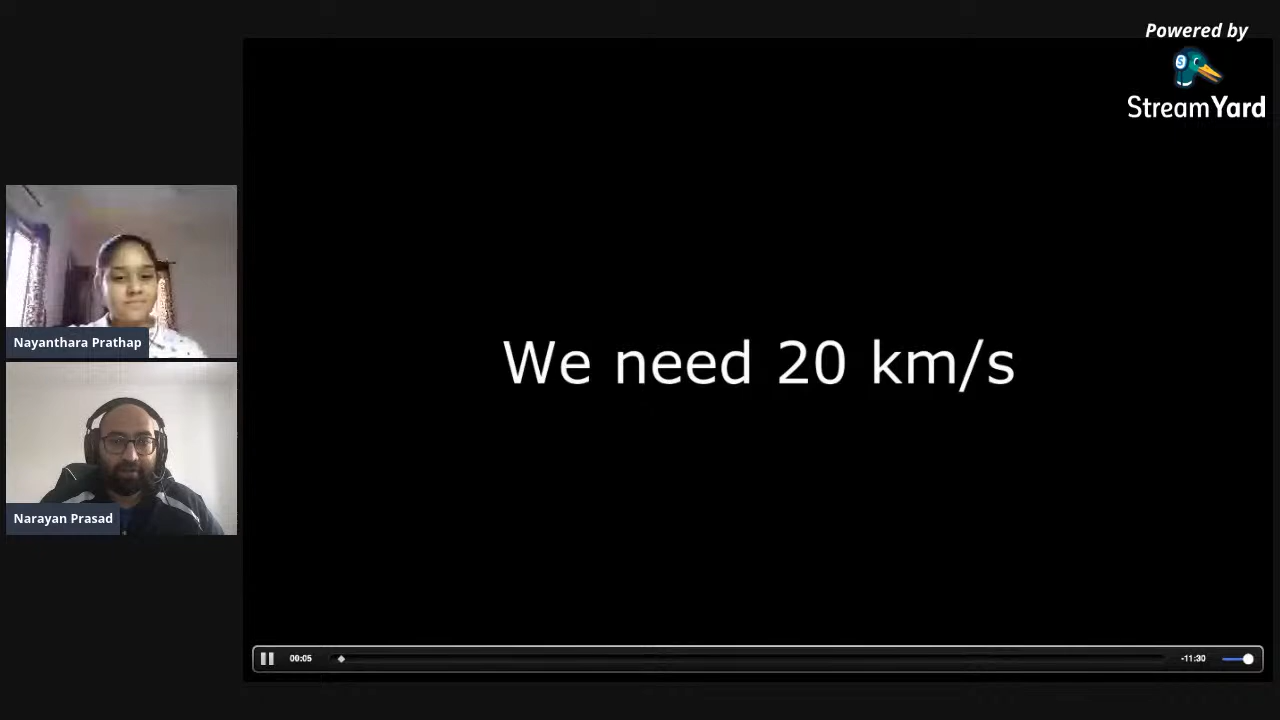 Powered by
StreamYard
Nayanthara Prathap
Narayan Prasad
We need 20 km/s
00:05
-11:30